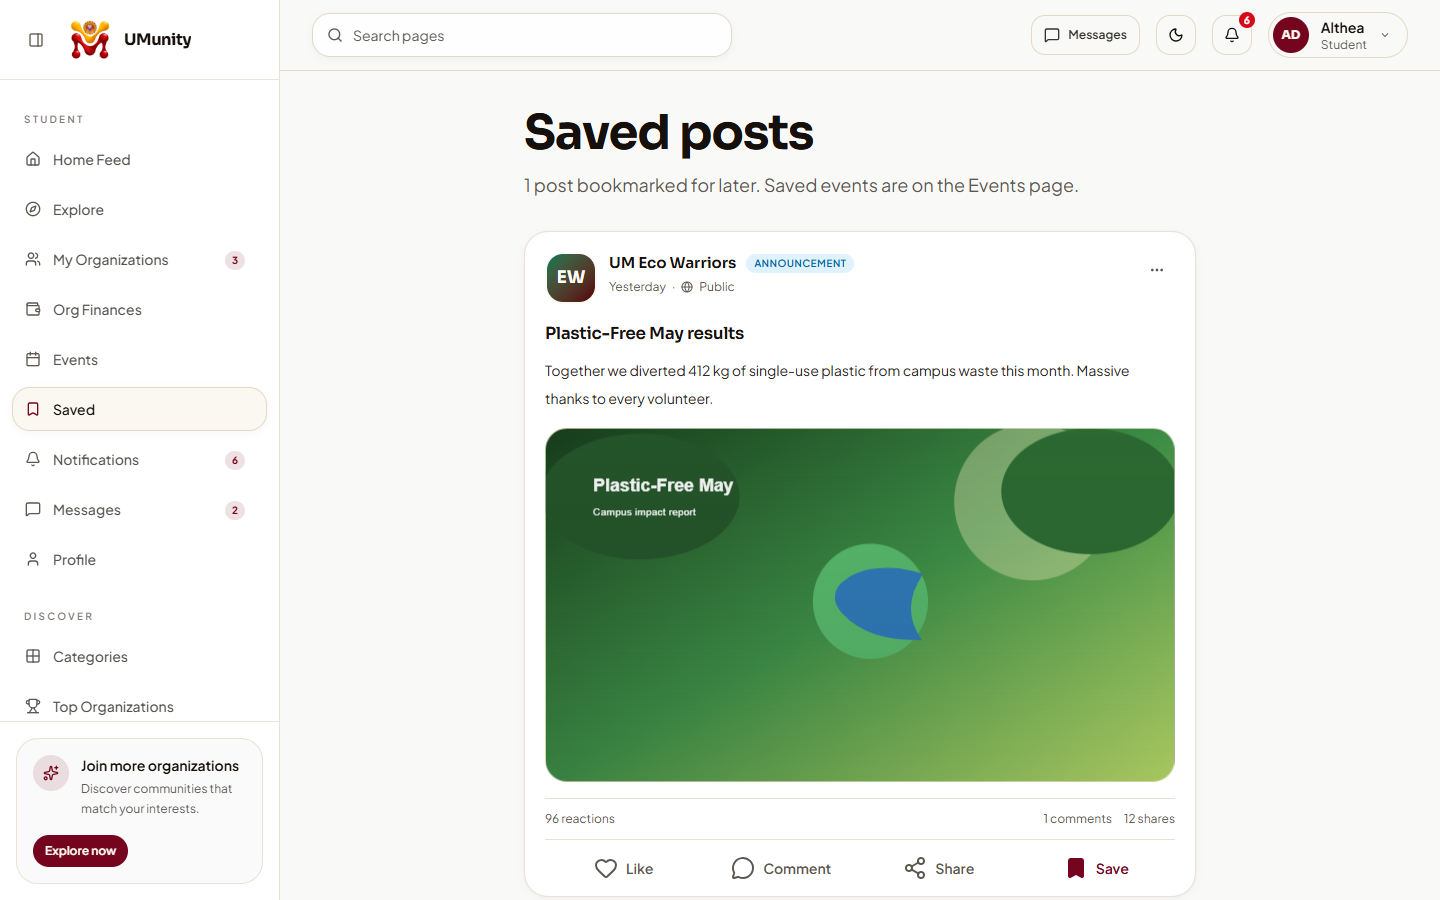 UMunity
Search pages
Messages
6
AD
Althea
Student
STUDENT
Home Feed
Explore
My Organizations
3
Org Finances
Events
Saved
Notifications
6
Messages
2
Profile
DISCOVER
Categories
Top Organizations
Join more organizations
Discover communities that
match your interests.
Explore now
Saved posts
1 post bookmarked for later. Saved events are on the Events page.
EW
UM Eco Warriors
ANNOUNCEMENT
Yesterday · Public
Plastic-Free May results
Together we diverted 412 kg of single-use plastic from campus waste this month. Massive
thanks to every volunteer.
Plastic-Free May
Campus impact report
96 reactions
1 comments
12 shares
Like
Comment
Share
Save